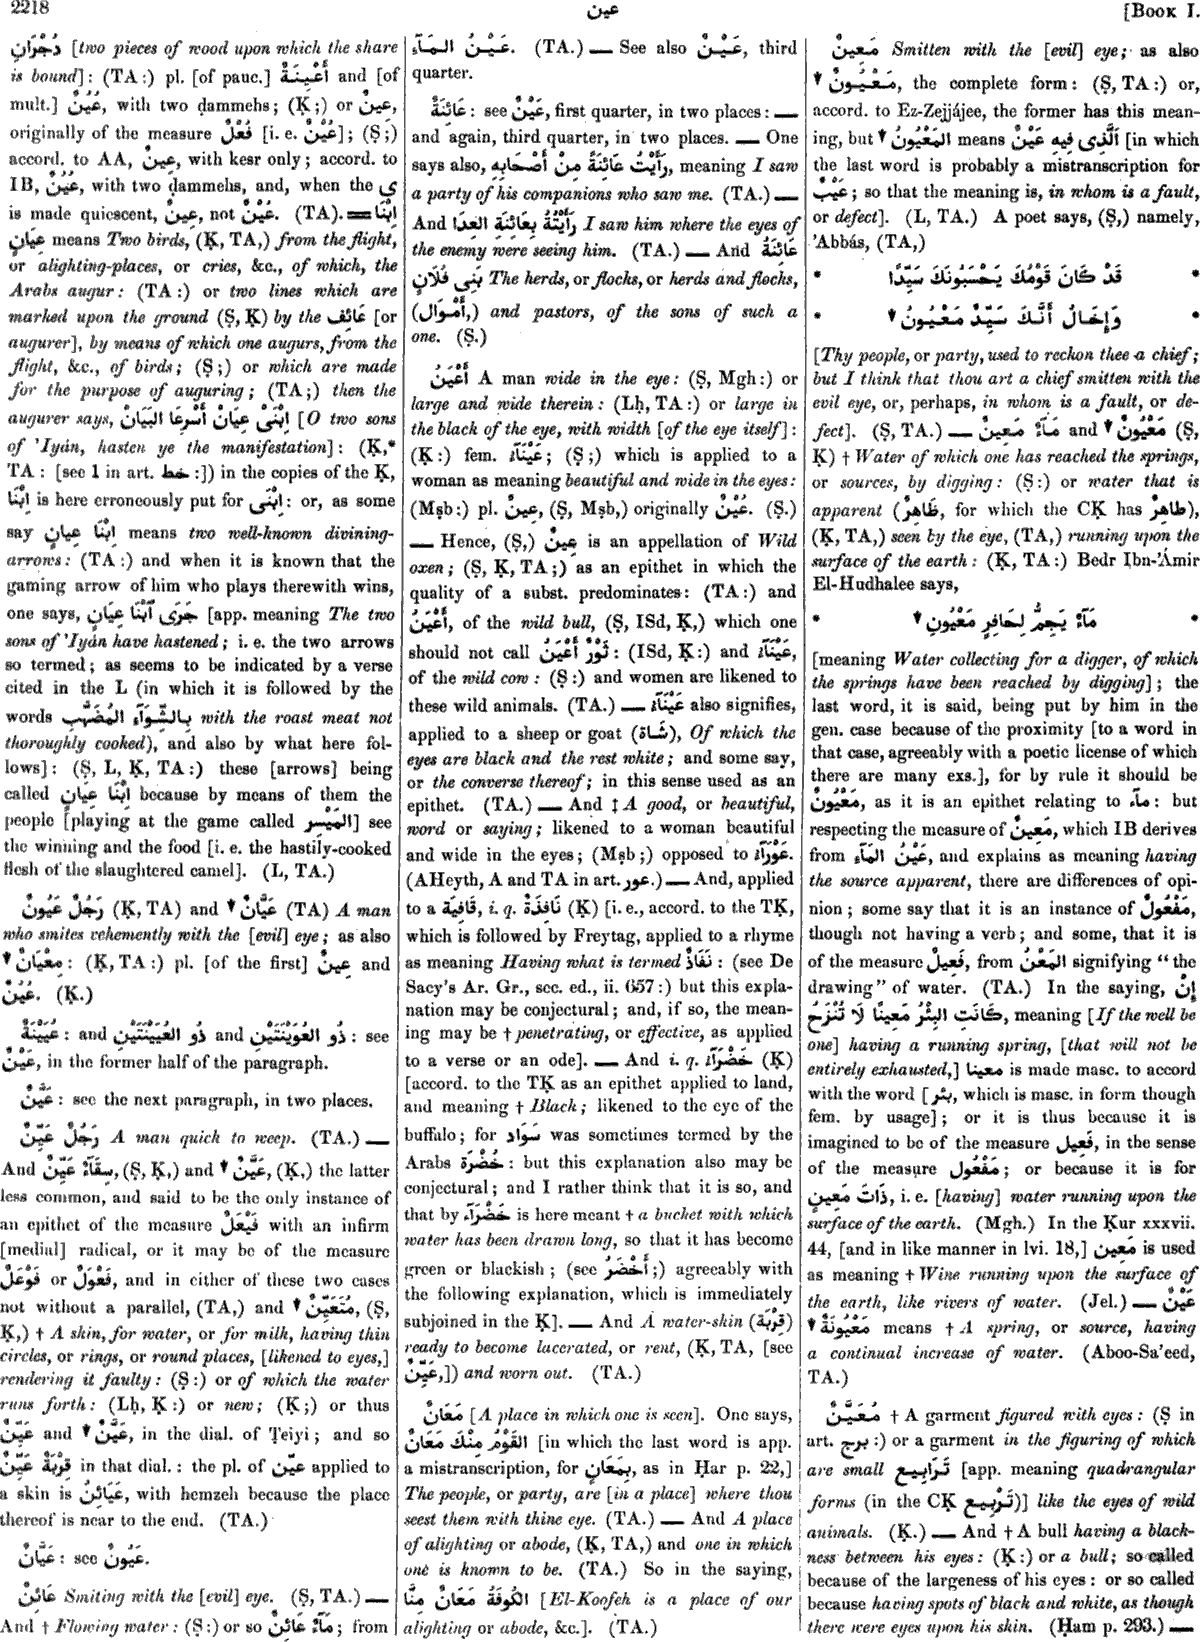 2218
عين
[BOOK I.
دُجْرَانِ [two pieces of wood upon which the share
is bound]: (TA:) pl. [of pauc.] أَعْيِنَةٌ and [of
mult.] عُيُنٌ, with two ḍammehs; (Ḳ;) or عِينٌ,
originally of the measure فُعْلٌ [i. e. عُيْنٌ]; (Ṣ;)
accord. to AA, عِينٌ, with kesr only; accord. to
IB, عُيُنٌ, with two ḍammehs, and, when the ى
is made quiescent, عِينٌ, not عُيْنٌ. (TA). ＝ اِبْنَا
عِيَانٍ means Two birds, (Ḳ, TA,) from the flight,
or alighting-places, or cries, &c., of which, the
Arabs augur: (TA:) or two lines which are
marked upon the ground (Ṣ, Ḳ) by the عَائِف [or
augurer], by means of which one augurs, from the
flight, &c., of birds; (Ṣ;) or which are made
for the purpose of auguring; (TA;) then the
augurer says, اِبْنَىْ عِيَانْ أَسْرِعَا البَيَانْ [O two sons
of 'Iyán, hasten ye the manifestation]: (Ḳ,*
TA: [see 1 in art. خط:]) in the copies of the Ḳ,
اِبْنَا is here erroneously put for اِبْنَى: or, as some
say اِبْنَا عِيانٍ means two well-known divining-
arrows: (TA:) and when it is known that the
gaming arrow of him who plays therewith wins,
one says, جَرَى ٱبْنَا عِيَانٍ [app. meaning The two
sons of 'Iyán have hastened; i. e. the two arrows
so termed; as seems to be indicated by a verse
cited in the L (in which it is followed by the
words بِالشِّوَآءِ المُضَهَّبِ with the roast meat not
thoroughly cooked), and also by what here fol-
lows]: (Ṣ, L, Ḳ, TA:) these [arrows] being
called اِبْنَا عِيانٍ because by means of them the
people [playing at the game called المَيْسِر] see
the winning and the food [i. e. the hastily-cooked
flesh of the slaughtered camel]. (L, TA.)
رَجُلٌ عَيُونٌ (Ḳ, TA) and ▼ عَيَّانٌ (TA) A man
who smites vehemently with the [evil] eye; as also
▼ مِعْيَانٌ: (Ḳ, TA:) pl. [of the first] عِينٌ and
عُيُنٌ. (Ḳ.)
عُيَيْنَةٌ: and ذُو العُيَيْنَتَيْنِ and ذُو العُوَيْنَتَيْنِ: see
عَيْنٌ, in the former half of the paragraph.
عَيَّنٌ: see the next paragraph, in two places.
رَجُلٌ عَيِّنٌ A man quick to weep. (TA.) —
And سِقَآءٌ عَيِّنٌ, (Ṣ, Ḳ,) and ▼ عَيَّنٌ, (Ḳ,) the latter
less common, and said to be the only instance of
an epithet of the measure فَيْعَلٌ with an infirm
[medial] radical, or it may be of the measure
فَوْعَلٌ or فَعْوَلٌ, and in either of these two cases
not without a parallel, (TA,) and ▼ مُتَعَيِّنٌ, (Ṣ,
Ḳ,) † A skin, for water, or for milk, having thin
circles, or rings, or round places, [likened to eyes,]
rendering it faulty: (Ṣ:) or of which the water
runs forth: (Lḥ, Ḳ:) or new; (Ḳ;) or thus
عَيِّنٌ and ▼ عَيَّنٌ, in the dial. of Ṭeiyi; and so
قِرْبَةٌ عَيِّنٌ in that dial.: the pl. of عيّن applied to
a skin is عَيَائِنُ, with hemzeh because the place
thereof is near to the end. (TA.)
عَيَّانٌ: see عَيُونٌ.
عَائِنٌ Smiting with the [evil] eye. (Ṣ, TA.) —
And † Flowing water: (Ṣ:) or so مَآءٌ عَائِنٌ; from
عَيْنُ المَآءِ. (TA.) — See also عَيْنٌ, third
quarter.
عَائِنَةٌ: see عَيْنٌ, first quarter, in two places: —
and again, third quarter, in two places. — One
says also, رَأَيْتُ عَائِنَةً مِنْ أَصْحَابِهِ, meaning I saw
a party of his companions who saw me. (TA.) —
And رَأَيْتُهُ بِعَائِنَةِ العِدَا I saw him where the eyes of
the enemy were seeing him. (TA.) — And عَائِنَةُ
بَنِى فُلَانٍ The herds, or flocks, or herds and flocks,
(أَمْوَال,) and pastors, of the sons of such a
one. (Ṣ.)
أَعْيَنُ A man wide in the eye: (Ṣ, Mgh:) or
large and wide therein: (Lḥ, TA:) or large in
the black of the eye, with width [of the eye itself]:
(Ḳ:) fem. عَيْنَآءُ; (Ṣ;) which is applied to a
woman as meaning beautiful and wide in the eyes:
(Mṣb:) pl. عِينٌ, (Ṣ, Mṣb,) originally عُيْنٌ. (Ṣ.)
— Hence, (Ṣ,) عِينٌ is an appellation of Wild
oxen; (Ṣ, Ḳ, TA;) as an epithet in which the
quality of a subst. predominates: (TA:) and
أَعْيَنُ, of the wild bull, (Ṣ, ISd, Ḳ,) which one
should not call ثَوْرٌ أَعْيَنُ: (ISd, Ḳ:) and عَيْنَآءُ,
of the wild cow: (Ṣ:) and women are likened to
these wild animals. (TA.) — عَيْنَآءُ also signifies,
applied to a sheep or goat (شَاة), Of which the
eyes are black and the rest white; and some say,
or the converse thereof; in this sense used as an
epithet. (TA.) — And ‡ A good, or beautiful,
word or saying; likened to a woman beautiful
and wide in the eyes; (Mṣb;) opposed to عَوْرَآءُ.
(AHeyth, A and TA in art. عور.) — And, applied
to a قَافِيَة, i. q. نَافِذَةٌ (Ḳ) [i. e., accord. to the TḲ,
which is followed by Freytag, applied to a rhyme
as meaning Having what is termed نَفَاذٌ: (see De
Sacy's Ar. Gr., sec. ed., ii. 657:) but this expla-
nation may be conjectural; and, if so, the mean-
ing may be † penetrating, or effective, as applied
to a verse or an ode]. — And i. q. خَضْرَآءُ (Ḳ)
[accord. to the TḲ as an epithet applied to land,
and meaning † Black; likened to the eye of the
buffalo; for سَوَاد was sometimes termed by the
Arabs خُضْرَة: but this explanation also may be
conjectural; and I rather think that it is so, and
that by خَضْرَآء is here meant † a bucket with which
water has been drawn long, so that it has become
green or blackish; (see أَخْضَرُ;) agreeably with
the following explanation, which is immediately
subjoined in the Ḳ]. — And A water-skin (قِرْبَة)
ready to become lacerated, or rent, (Ḳ, TA, [see
عَيِّنٌ,]) and worn out. (TA.)
مَعَانٌ [A place in which one is seen]. One says,
القَوْمُ مِنْكَ مَعَانٌ [in which the last word is app.
a mistranscription, for بِمَعَانٍ, as in Ḥar p. 22,]
The people, or party, are [in a place] where thou
seest them with thine eye. (TA.) — And A place
of alighting or abode, (Ḳ, TA,) and one in which
one is known to be. (TA.) So in the saying,
الكُوفَةُ مَعَانٌ مِنَّا [El-Koofeh is a place of our
alighting or abode, &c.]. (TA.)
مَعِينٌ Smitten with the [evil] eye; as also
▼ مَعْيُونٌ, the complete form: (Ṣ, TA:) or,
accord. to Ez-Zejjájee, the former has this mean-
ing, but ▼ المَعْيُونُ means الَّذِى فِيهِ عَيْنٌ [in which
the last word is probably a mistranscription for
عَيْبٌ; so that the meaning is, in whom is a fault,
or defect]. (L, TA.) A poet says, (Ṣ,) namely,
'Abbás, (TA,)
* قَدْ كَانَ قَوْمُكَ يَحْسَبُونَكَ سَيِّدًا *
* وَإِخَالُ أَنَّكَ سَيِّدٌ مَعْيُونُ ▼ *
[Thy people, or party, used to reckon thee a chief;
but I think that thou art a chief smitten with the
evil eye, or, perhaps, in whom is a fault, or de-
fect]. (Ṣ, TA.) — مَآءٌ مَعِينٌ and ▼ مَعْيُونٌ (Ṣ,
Ḳ) † Water of which one has reached the springs,
or sources, by digging: (Ṣ:) or water that is
apparent (ظَاهِرٌ, for which the CḲ has طاهِرٌ),
(Ḳ, TA,) seen by the eye, (TA,) running upon the
surface of the earth: (Ḳ, TA:) Bedr Ibn-'Ámir
El-Hudhalee says,
* مَآءٌ يَجِمُّ لِحَافِرٍ مَعْيُونِ ▼ *
[meaning Water collecting for a digger, of which
the springs have been reached by digging]; the
last word, it is said, being put by him in the
gen. case because of the proximity [to a word in
that case, agreeably with a poetic license of which
there are many exs.], for by rule it should be
مَعْيُونٌ, as it is an epithet relating to مآء: but
respecting the measure of مَعِينٌ, which IB derives
from عَيْنُ المَآءِ, and explains as meaning having
the source apparent, there are differences of opi-
nion; some say that it is an instance of مَفْعُولٌ,
though not having a verb; and some, that it is
of the measure فَعِيلٌ, from المَعْنُ signifying "the
drawing" of water. (TA.) In the saying, إِنْ
كَانَتِ البِئْرُ مَعِينًا لَا تُنْزَحُ, meaning [If the well be
one] having a running spring, [that will not be
entirely exhausted,] معينا is made masc. to accord
with the word [بِئْر, which is masc. in form though
fem. by usage]; or it is thus because it is
imagined to be of the measure فَعِيل, in the sense
of the measure مَفْعُول; or because it is for
ذَاتَ مَعِينٍ, i. e. [having] water running upon the
surface of the earth. (Mgh.) In the Ḳur xxxvii.
44, [and in like manner in lvi. 18,] مَعِين is used
as meaning † Wine running upon the surface of
the earth, like rivers of water. (Jel.) — عَيْنٌ
▼ مَعْيُونَةٌ means † A spring, or source, having
a continual increase of water. (Aboo-Sa'eed,
TA.)
مُعَيَّنٌ † A garment figured with eyes: (Ṣ in
art. برج:) or a garment in the figuring of which
are small تَرَابِيع [app. meaning quadrangular
forms (in the CḲ تَرْبِيع)] like the eyes of wild
animals. (Ḳ.) — And † A bull having a black-
ness between his eyes: (Ḳ:) or a bull; so called
because of the largeness of his eyes: or so called
because having spots of black and white, as though
there were eyes upon his skin. (Ḥam p. 293.) —